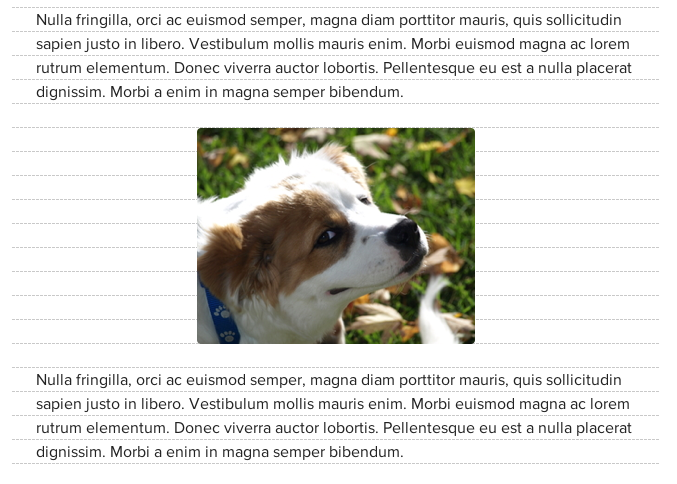 Nulla fringilla, orci ac euismod semper, magna diam porttitor mauris, quis sollicitudin
sapien justo in libero. Vestibulum mollis mauris enim. Morbi euismod magna ac lorem
rutrum elementum. Donec viverra auctor lobortis. Pellentesque eu est a nulla placerat
dignissim. Morbi a enim in magna semper bibendum.
Nulla fringilla, orci ac euismod semper, magna diam porttitor mauris, quis sollicitudin
sapien justo in libero. Vestibulum mollis mauris enim. Morbi euismod magna ac lorem
rutrum elementum. Donec viverra auctor lobortis. Pellentesque eu est a nulla placerat
dignissim. Morbi a enim in magna semper bibendum.